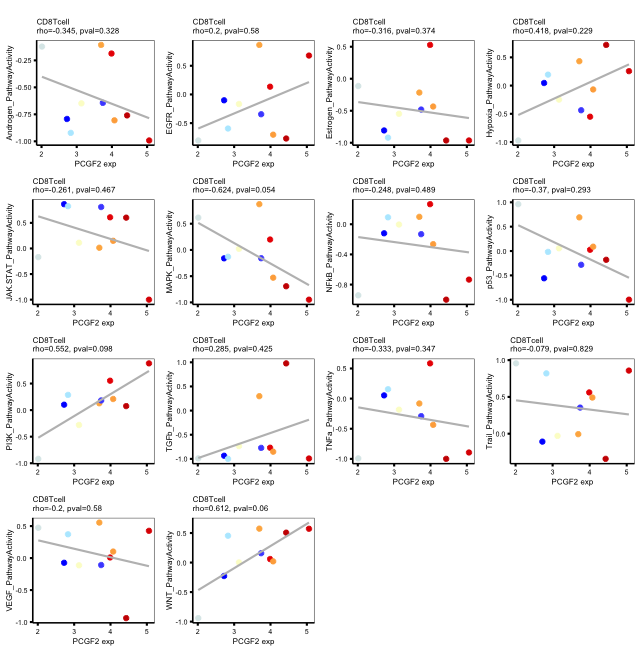 CD8Tcell
rho=-0.345, pval=0.328
Androgen_PathwayActivity
-0.25
-0.50
-0.75
-1.00
2 3 4 5
PCGF2 exp
CD8Tcell
rho=0.2, pval=0.58
EGFR_PathwayActivity
0.5
0.0
-0.5
2 3 4 5
PCGF2 exp
CD8Tcell
rho=-0.316, pval=0.374
Estrogen_PathwayActivity
0.5
0.0
-0.5
-1.0
2 3 4 5
PCGF2 exp
CD8Tcell
rho=0.418, pval=0.229
Hypoxia_PathwayActivity
0.5
0.0
-0.5
-1.0
2 3 4 5
PCGF2 exp
CD8Tcell
rho=-0.261, pval=0.467
JAK.STAT_PathwayActivity
0.5
0.0
-0.5
-1.0
2 3 4 5
PCGF2 exp
CD8Tcell
rho=-0.624, pval=0.054
MAPK_PathwayActivity
0.5
0.0
-0.5
-1.0
2 3 4 5
PCGF2 exp
CD8Tcell
rho=-0.248, pval=0.489
NFkB_PathwayActivity
0.0
-0.4
-0.8
2 3 4 5
PCGF2 exp
CD8Tcell
rho=-0.37, pval=0.293
p53_PathwayActivity
1.0
0.5
0.0
-0.5
-1.0
2 3 4 5
PCGF2 exp
CD8Tcell
rho=0.552, pval=0.098
PI3K_PathwayActivity
0.5
0.0
-0.5
-1.0
2 3 4 5
PCGF2 exp
CD8Tcell
rho=0.285, pval=0.425
TGFb_PathwayActivity
1.0
0.5
0.0
-0.5
-1.0
2 3 4 5
PCGF2 exp
CD8Tcell
rho=-0.333, pval=0.347
TNFa_PathwayActivity
0.5
0.0
-0.5
-1.0
2 3 4 5
PCGF2 exp
CD8Tcell
rho=-0.079, pval=0.829
Trail_PathwayActivity
1.0
0.5
0.0
2 3 4 5
PCGF2 exp
CD8Tcell
rho=-0.2, pval=0.58
VEGF_PathwayActivity
0.5
0.0
-0.5
-1.0
2 3 4 5
PCGF2 exp
CD8Tcell
rho=0.612, pval=0.06
WNT_PathwayActivity
0.5
0.0
-0.5
-1.0
2 3 4 5
PCGF2 exp